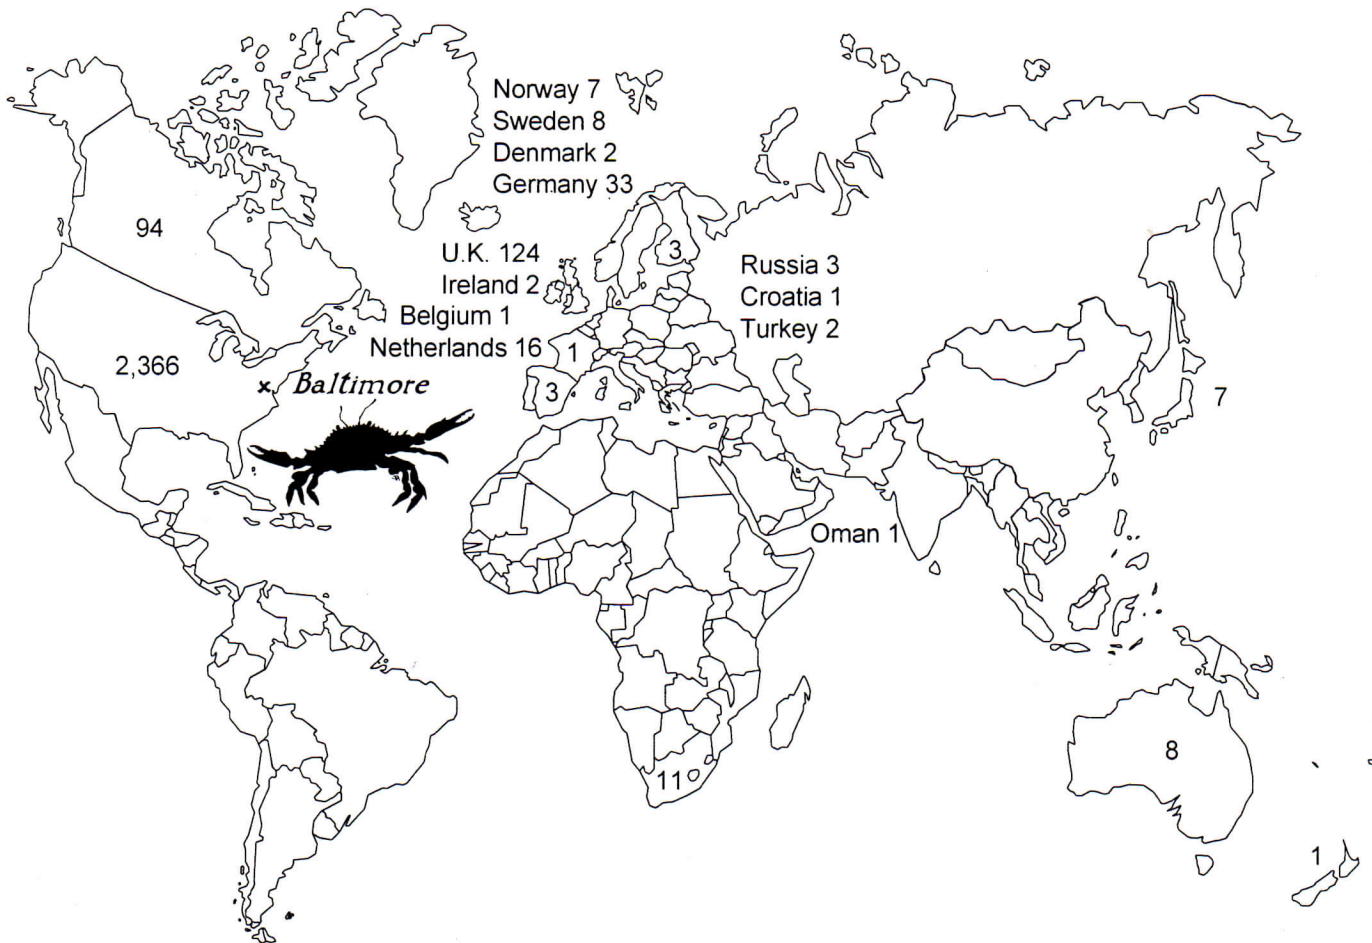 Norway 7
Sweden 8
Denmark 2
Germany 33
94
U.K. 124
Ireland 2
Belgium 1
Netherlands 16
3
Russia 3
Croatia 1
Turkey 2
2,366
1
3
7
x Baltimore
Oman 1
11
8
1